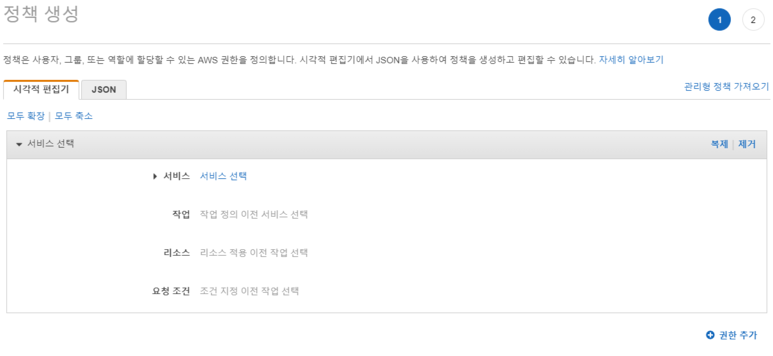 정책 생성
1 2
정책은 사용자, 그룹, 또는 역할에 할당할 수 있는 AWS 권한을 정의합니다. 시각적 편집기에서 JSON을 사용하여 정책을 생성하고 편집할 수 있습니다. 자세히 알아보기
시각적 편집기 JSON 관리형 정책 가져오기
모두 확장 | 모두 축소
서비스 선택 복제 | 제거
서비스 서비스 선택
작업 작업 정의 이전 서비스 선택
리소스 리소스 적용 이전 작업 선택
요청 조건 조건 지정 이전 작업 선택
권한 추가